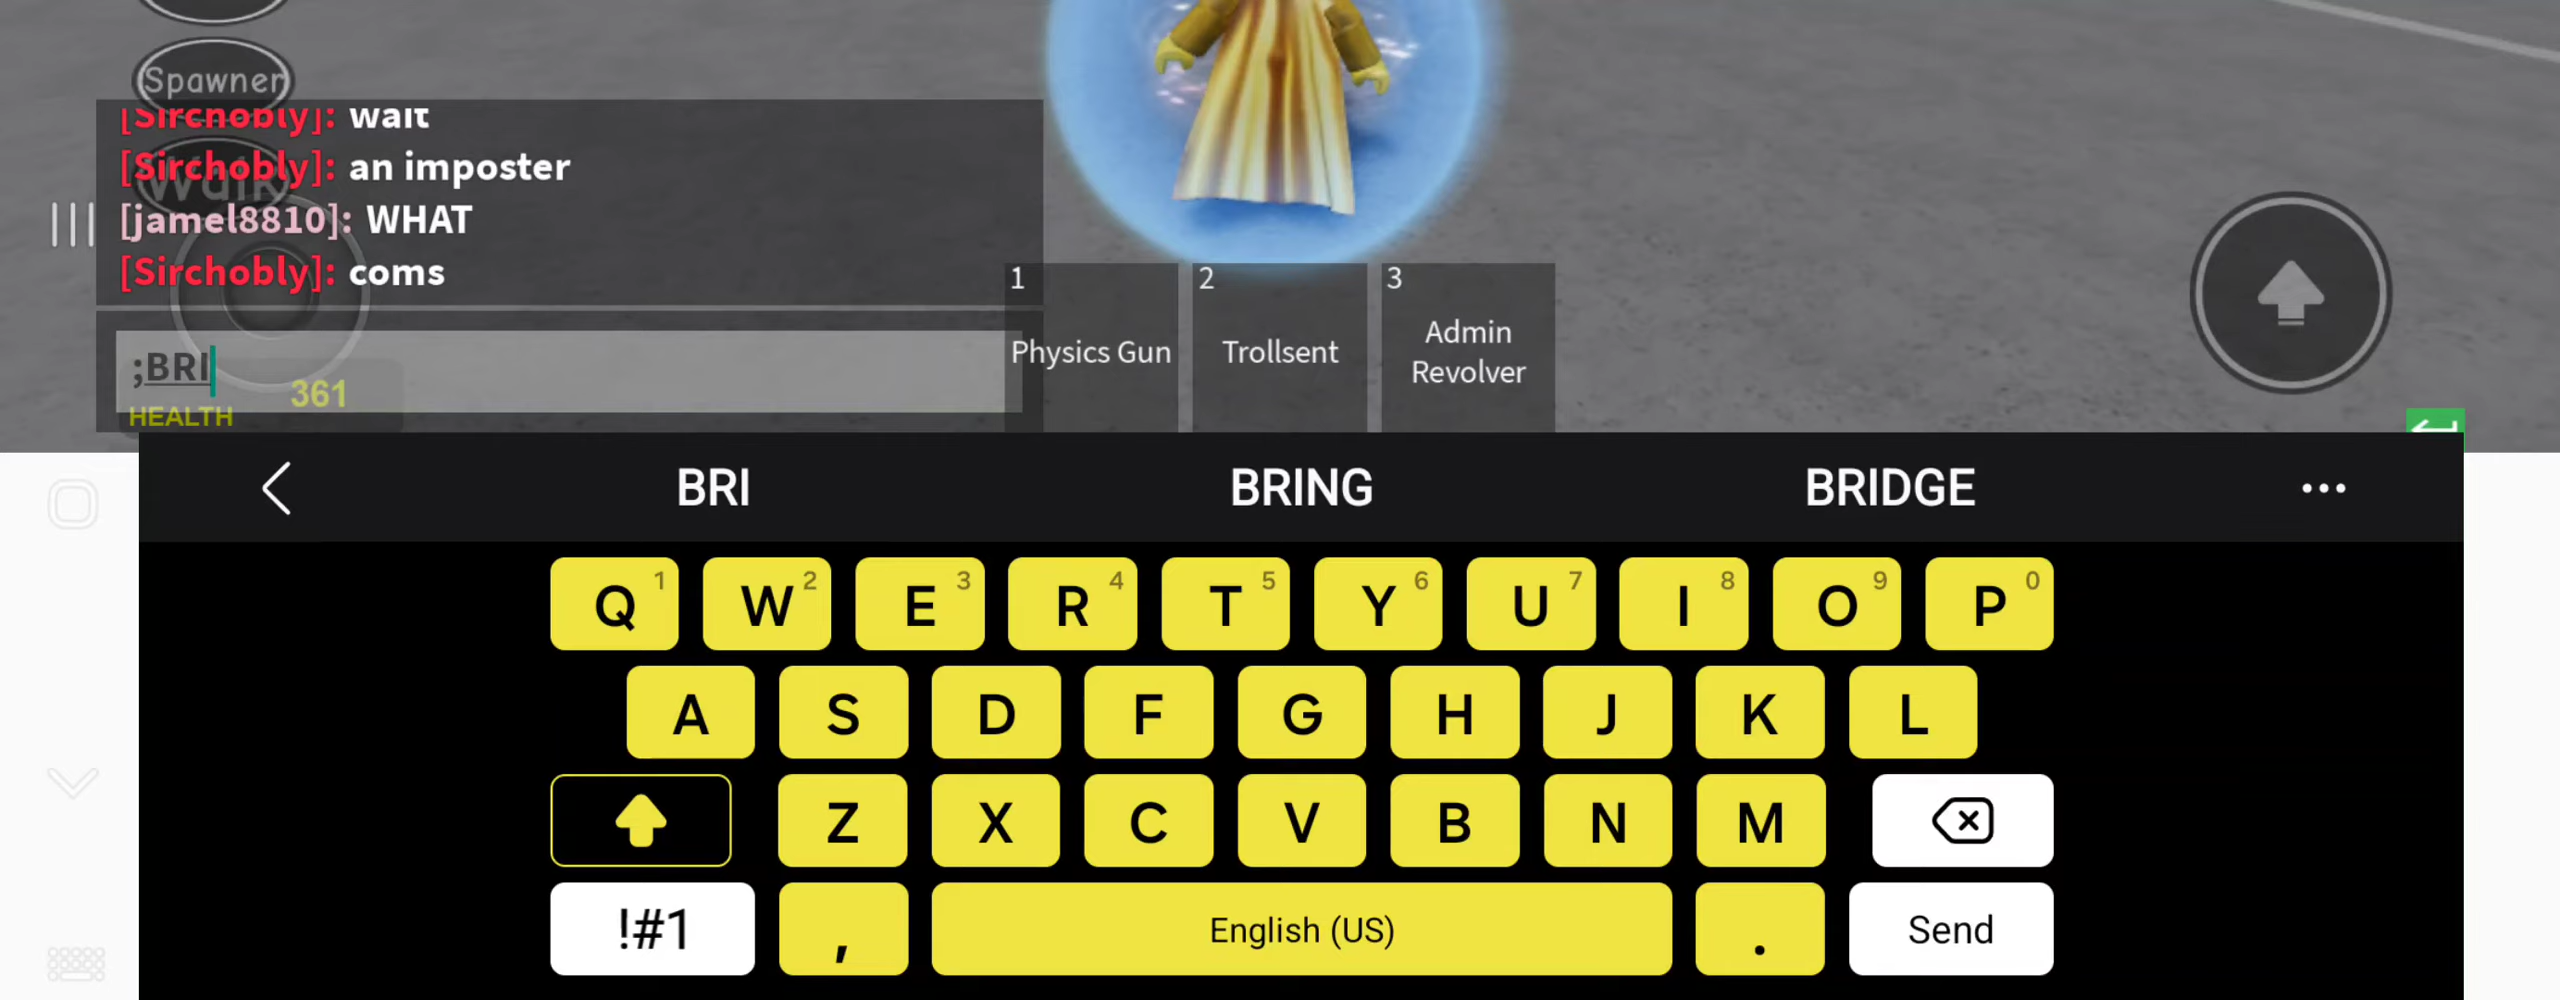 Spawner
[Sirchobly]: wait
[Sirchobly]: an imposter
Walk
[jamel8810]: WHAT
[Sirchobly]: coms
1
Physics Gun
2
Trollsent
3
Admin
Revolver
;BRI
361
HEALTH
BRI BRING BRIDGE
Q 1 W 2 E 3 R 4 T 5 Y 6 U 7 I 8 O 9 P 0
A S D F G H J K L
Z X C V B N M
!#1 , English (US) . Send